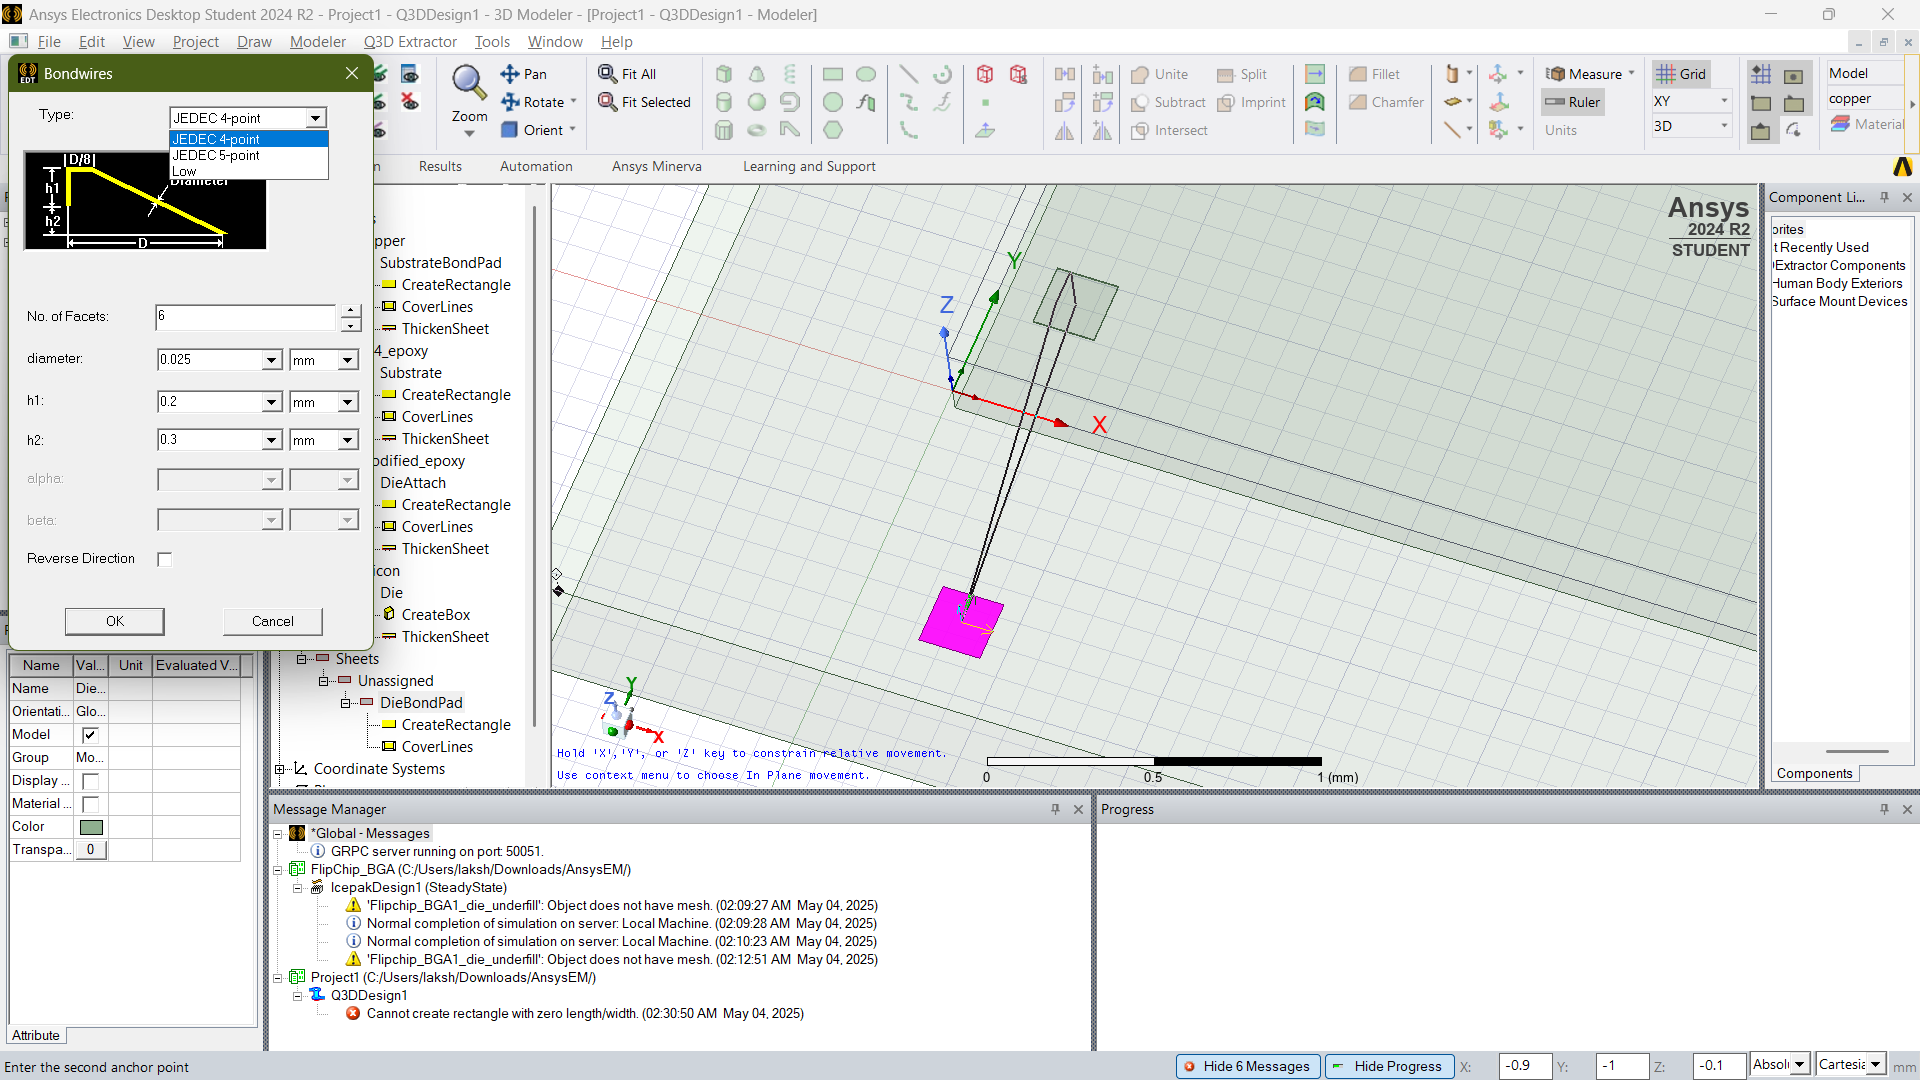 Ansys Electronics Desktop Student 2024 R2 - Project1 - Q3DDesign1 - 3D Modeler - [Project1 - Q3DDesign1 - Modeler]
File Edit View Project Draw Modeler Q3D Extractor Tools Window Help
EDT Bondwires
Type: JEDEC 4-point
JEDEC 4-point
JEDEC 5-point
Low
D/8
h1
h2
D
Diameter
No. of Facets: 6
diameter: 0.025 mm
h1: 0.2 mm
h2: 0.3 mm
alpha:
beta:
Reverse Direction
OK Cancel
Zoom
Pan
Rotate
Orient
Fit All
Fit Selected
Unite
Subtract
Intersect
Split
Imprint
Fillet
Chamfer
Measure
Ruler
Units
Grid
XY
3D
Model
copper
Material
Results Automation Ansys Minerva Learning and Support
SubstrateBondPad
CreateRectangle
CoverLines
ThickenSheet
4_epoxy
Substrate
CreateRectangle
CoverLines
ThickenSheet
odified_epoxy
DieAttach
CreateRectangle
CoverLines
ThickenSheet
icon
Die
CreateBox
ThickenSheet
Sheets
Unassigned
DieBondPad
CreateRectangle
CoverLines
Coordinate Systems
Ansys
2024 R2
STUDENT
Y
Z
X
Y
Z
X
Hold 'X','Y', or 'Z' key to constrain relative movement.
Use context menu to choose In Plane movement.
0 0.5 1 (mm)
Component Li...
orites
t Recently Used
Extractor Components
Human Body Exteriors
Surface Mount Devices
Components
Name Val... Unit Evaluated V...
Name Die...
Orientati... Glo...
Model
Group Mo...
Display ...
Material ...
Color
Transpa... 0
Attribute
Message Manager
*Global - Messages
GRPC server running on port: 50051.
FlipChip_BGA (C:/Users/laksh/Downloads/AnsysEM/)
IcepakDesign1 (SteadyState)
'Flipchip_BGA1_die_underfill': Object does not have mesh. (02:09:27 AM May 04, 2025)
Normal completion of simulation on server: Local Machine. (02:09:28 AM May 04, 2025)
Normal completion of simulation on server: Local Machine. (02:10:23 AM May 04, 2025)
'Flipchip_BGA1_die_underfill': Object does not have mesh. (02:12:51 AM May 04, 2025)
Project1 (C:/Users/laksh/Downloads/AnsysEM/)
Q3DDesign1
Cannot create rectangle with zero length/width. (02:30:50 AM May 04, 2025)
Progress
Enter the second anchor point
Hide 6 Messages Hide Progress X: -0.9 Y: -1 Z: -0.1 Absolu Cartesia mm